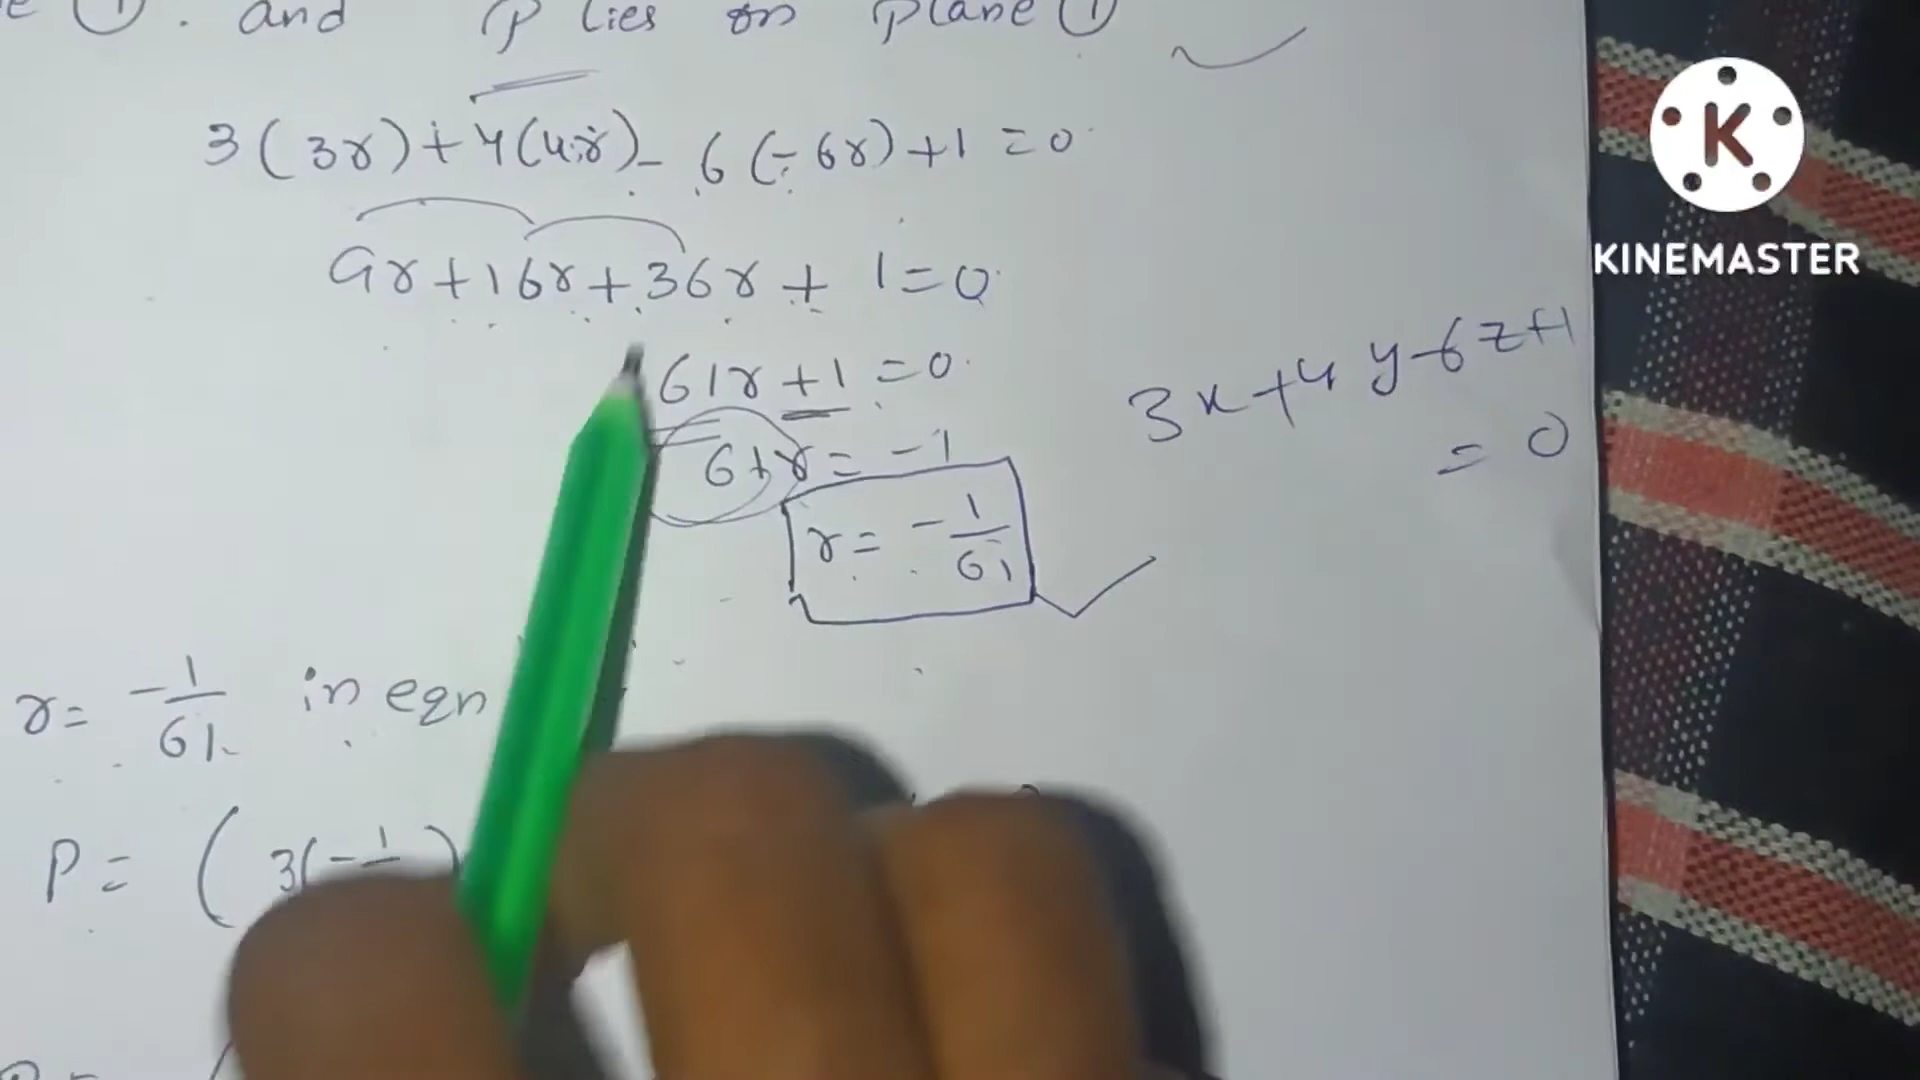 ①. and P lies on plane ①
3(3r)+4(4r)-6(-6r)+1=0
9r+16r+36r+1=0
61r+1=0
61r=-1
r=-1/61
3x+4y-6z+1
=0
r=-1/61 in eqn
P=(3(-1
K
KINEMASTER